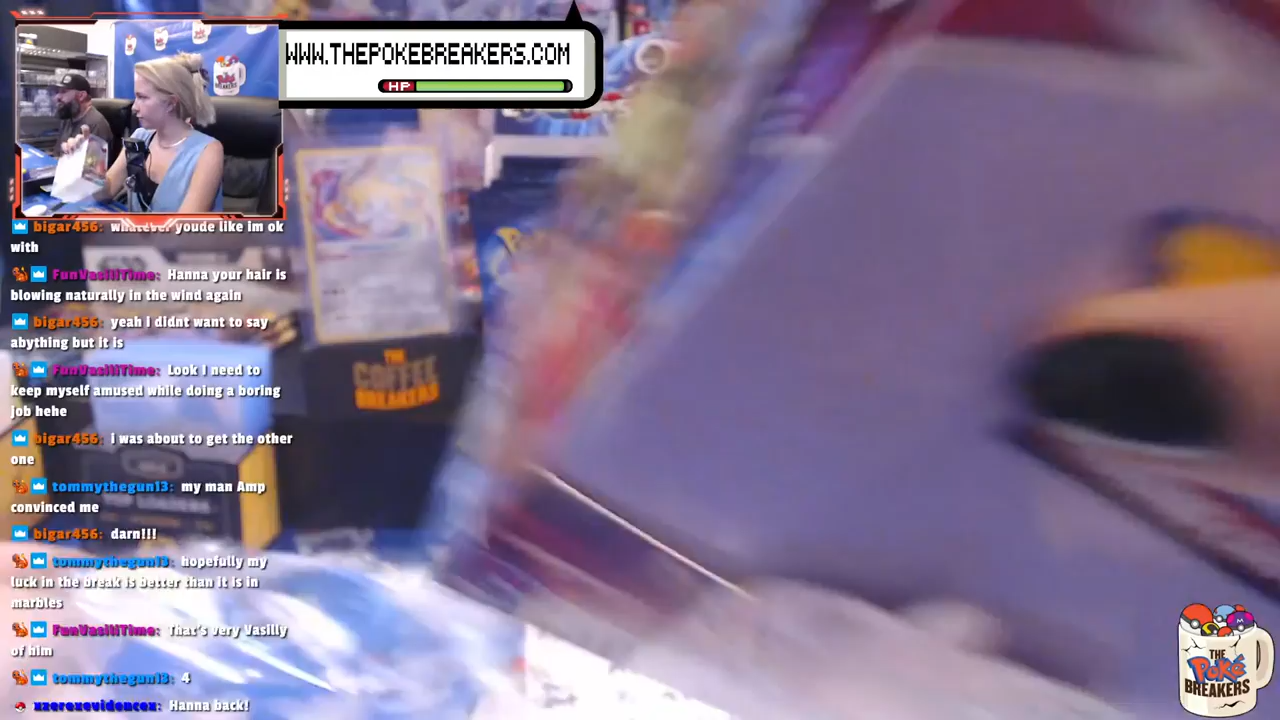 WWW.THEPOKEBREAKERS.COM
HP
bigar456: whatever youde like im ok
with
FunVasiliTime: Hanna your hair is
blowing naturally in the wind again
bigar456: yeah i didnt want to say
abything but it is
FunVasiliTime: Look I need to
keep myself amused while doing a boring
job hehe
bigar456: i was about to get the other
one
tommythegun13: my man Amp
convinced me
bigar456: darn!!!
tommythegun13: hopefully my
luck in the break is better than it is in
marbles
FunVasiliTime: That's very Vasilly
of him
tommythegun13: 4
xxeroxevidencex: Hanna back!
THE
COFFEE
BREAKERS
THE
Poké
BREAKERS